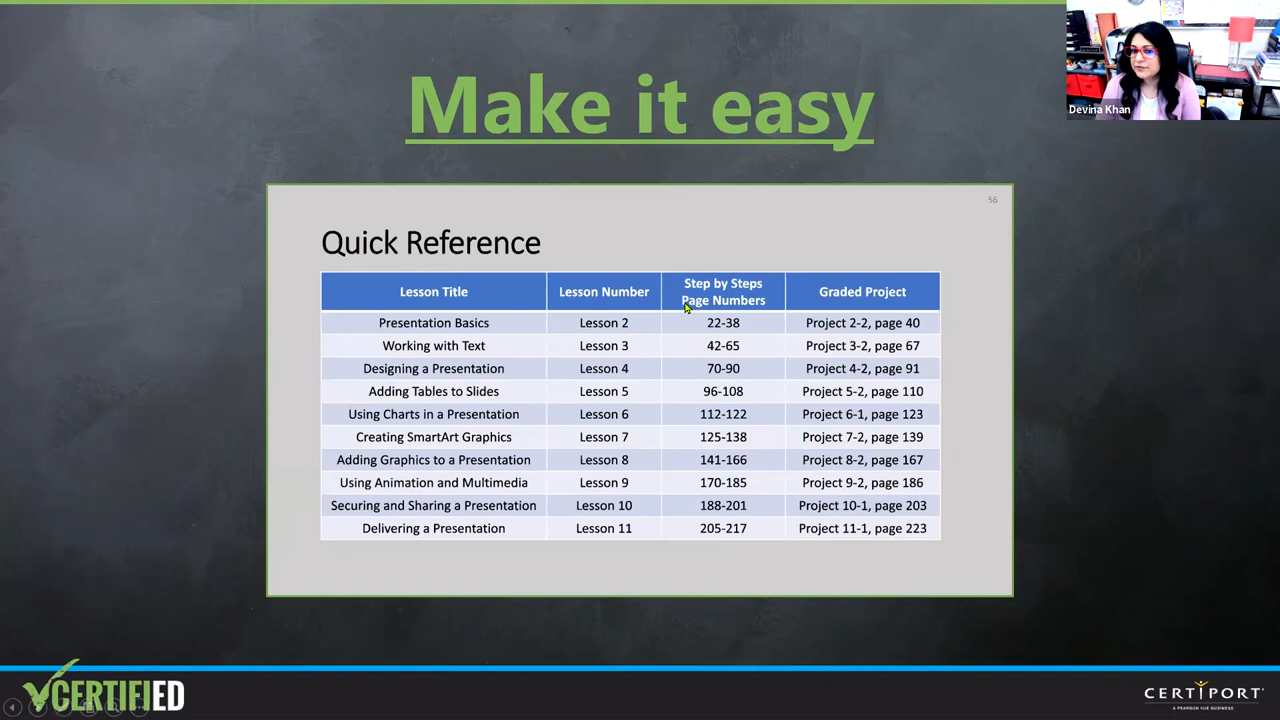 Devina Khan
Make it easy
56
Quick Reference
Lesson Title Lesson Number Step by Steps Page Numbers Graded Project
Presentation Basics Lesson 2 22-38 Project 2-2, page 40
Working with Text Lesson 3 42-65 Project 3-2, page 67
Designing a Presentation Lesson 4 70-90 Project 4-2, page 91
Adding Tables to Slides Lesson 5 96-108 Project 5-2, page 110
Using Charts in a Presentation Lesson 6 112-122 Project 6-1, page 123
Creating SmartArt Graphics Lesson 7 125-138 Project 7-2, page 139
Adding Graphics to a Presentation Lesson 8 141-166 Project 8-2, page 167
Using Animation and Multimedia Lesson 9 170-185 Project 9-2, page 186
Securing and Sharing a Presentation Lesson 10 188-201 Project 10-1, page 203
Delivering a Presentation Lesson 11 205-217 Project 11-1, page 223
CERTIFIED
CERTIPORT
A PEARSON VUE BUSINESS